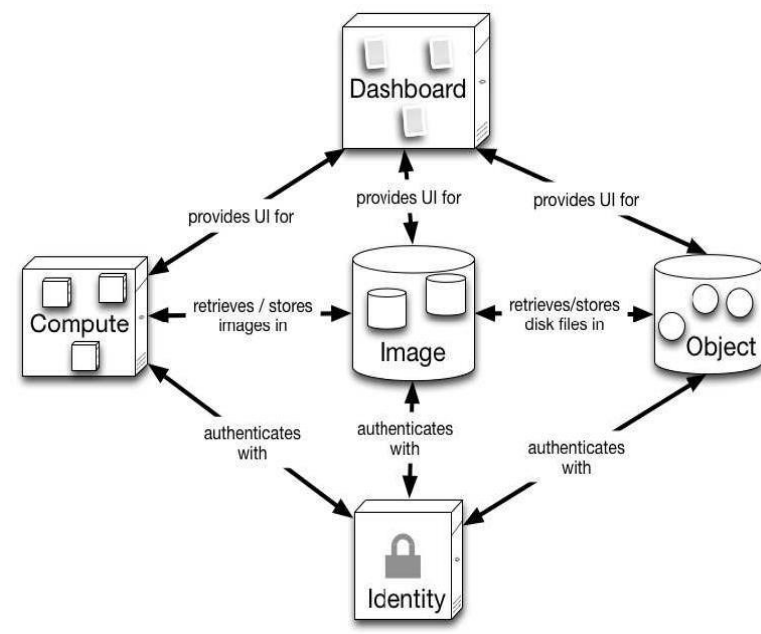 Dashboard
provides UI for
provides UI for
provides UI for
Compute
retrieves / stores
images in
Image
retrieves/stores
disk files in
Object
authenticates
with
authenticates
with
authenticates
with
Identity